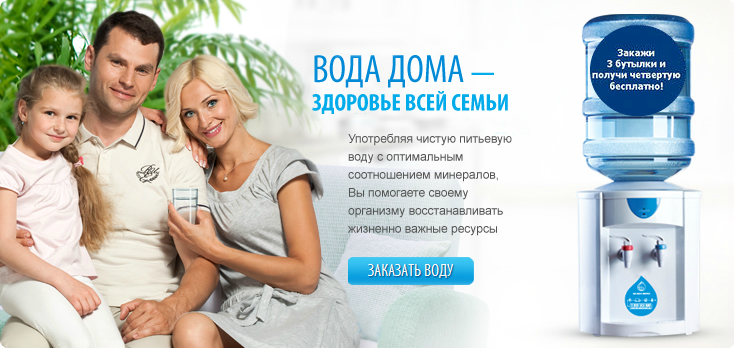 ВОДА ДОМА —
ЗДОРОВЬЕ ВСЕЙ СЕМЬИ
Употребляя чистую питьевую
воду с оптимальным
соотношением минералов,
Вы помогаете своему
организму восстанавливать
жизненно важные ресурсы
ЗАКАЗАТЬ ВОДУ
Закажи
3 бутылки и
получи четвертую
бесплатно!